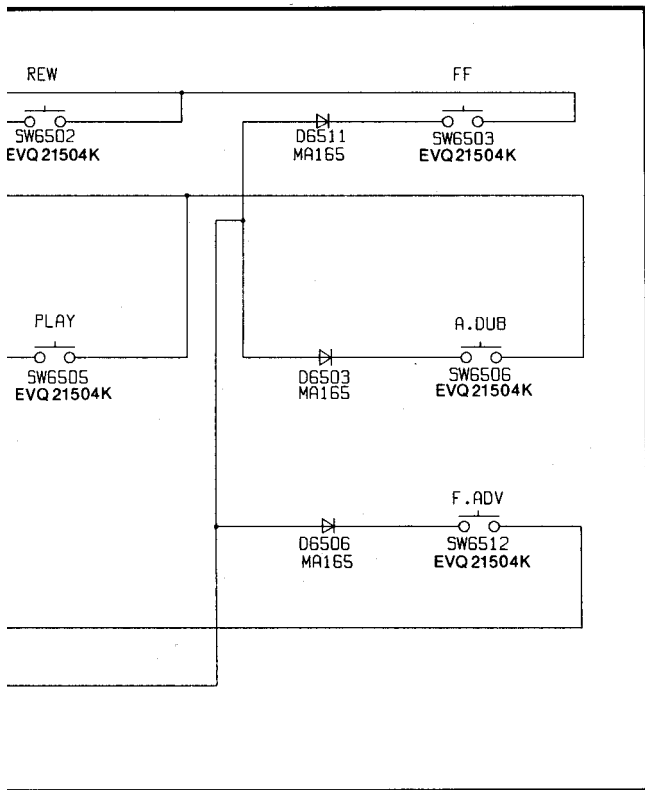 REW
FF
SW6502
EVQ21504K
D6511
MA165
SW6503
EVQ21504K
PLAY
A.DUB
SW6505
EVQ21504K
D6503
MA165
SW6506
EVQ21504K
F.ADV
D6506
MA165
SW6512
EVQ21504K